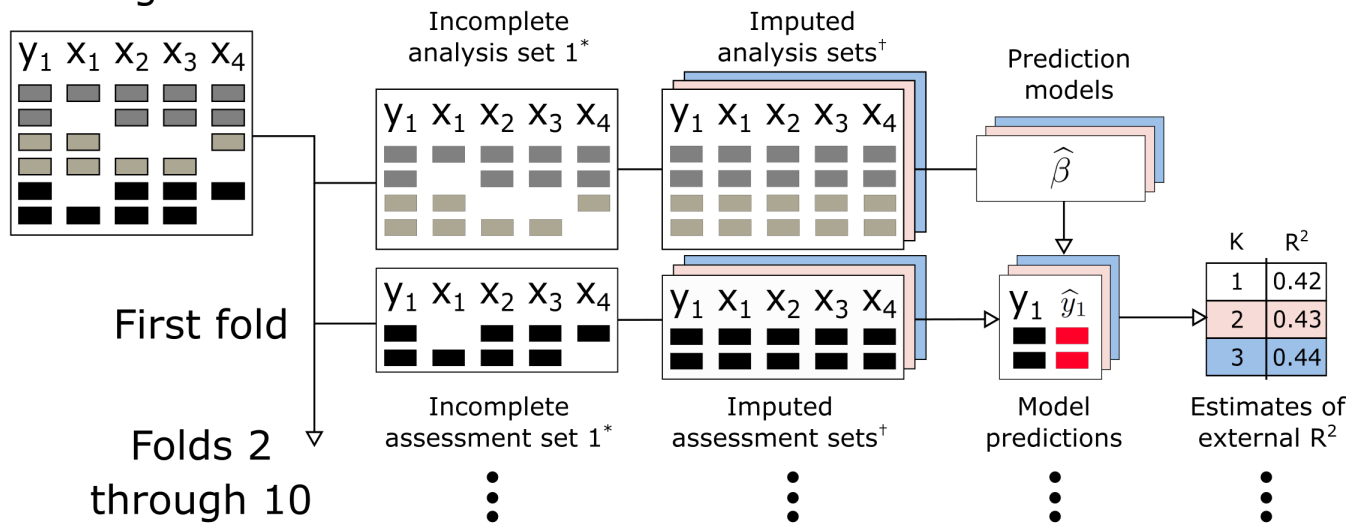 y₁ x₁ x₂ x₃ x₄
Incomplete
analysis set 1*
y₁ x₁ x₂ x₃ x₄
Imputed
analysis sets†
y₁ x₁ x₂ x₃ x₄
Prediction
models
β̂
First fold
y₁ x₁ x₂ x₃ x₄
Incomplete
assessment set 1*
y₁ x₁ x₂ x₃ x₄
Imputed
assessment sets†
y₁ ŷ₁
Model
predictions
K R²
1 0.42
2 0.43
3 0.44
Estimates of
external R²
Folds 2
through 10